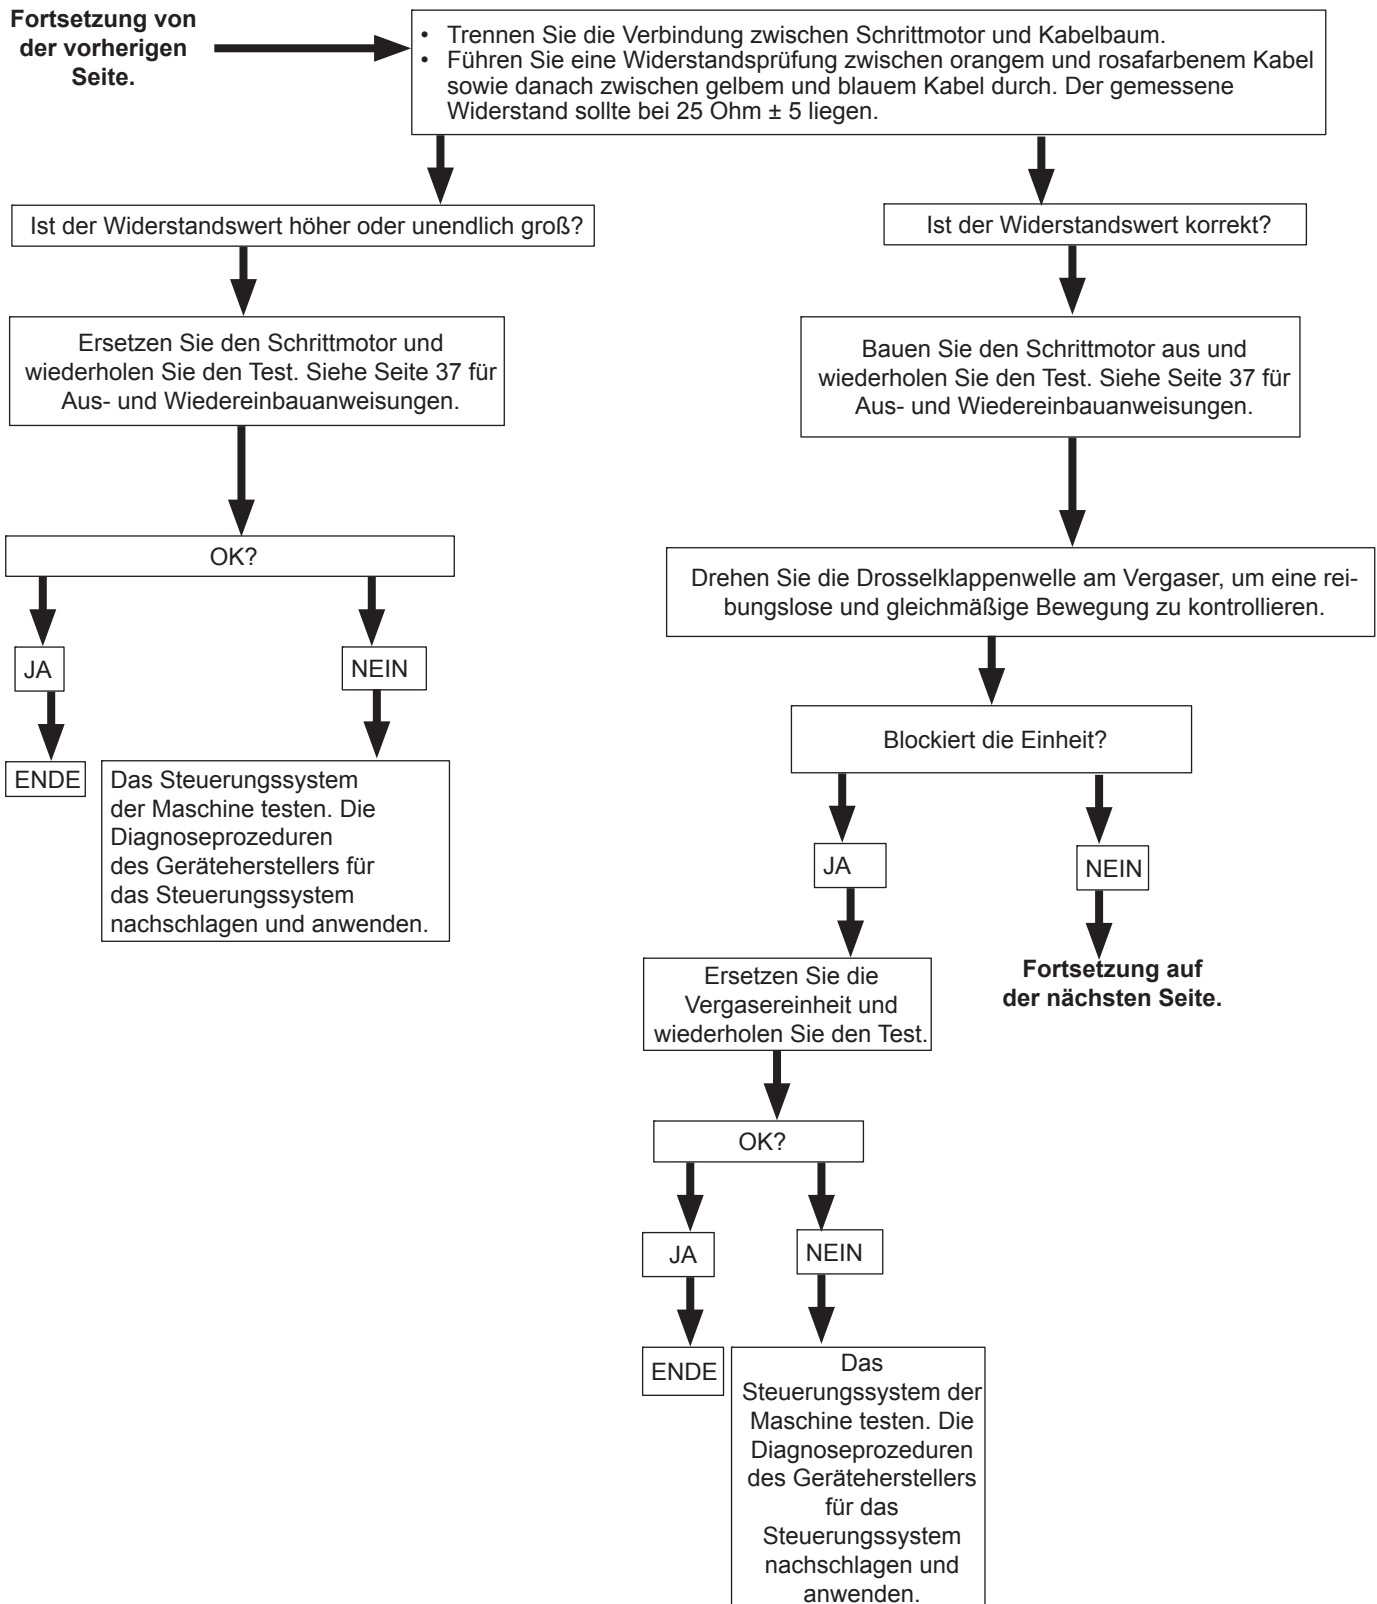 Fortsetzung von
der vorherigen
Seite.
• Trennen Sie die Verbindung zwischen Schrittmotor und Kabelbaum.
• Führen Sie eine Widerstandsprüfung zwischen orangem und rosafarbenem Kabel
sowie danach zwischen gelbem und blauem Kabel durch. Der gemessene
Widerstand sollte bei 25 Ohm ± 5 liegen.
Ist der Widerstandswert höher oder unendlich groß?
Ist der Widerstandswert korrekt?
Ersetzen Sie den Schrittmotor und
wiederholen Sie den Test. Siehe Seite 37 für
Aus- und Wiedereinbauanweisungen.
Bauen Sie den Schrittmotor aus und
wiederholen Sie den Test. Siehe Seite 37 für
Aus- und Wiedereinbauanweisungen.
OK?
Drehen Sie die Drosselklappenwelle am Vergaser, um eine rei-
bungslose und gleichmäßige Bewegung zu kontrollieren.
JA
NEIN
Blockiert die Einheit?
ENDE
Das Steuerungssystem
der Maschine testen. Die
Diagnoseprozeduren
des Geräteherstellers für
das Steuerungssystem
nachschlagen und anwenden.
JA
NEIN
Ersetzen Sie die
Vergasereinheit und
wiederholen Sie den Test.
Fortsetzung auf
der nächsten Seite.
OK?
JA
NEIN
ENDE
Das
Steuerungssystem der
Maschine testen. Die
Diagnoseprozeduren
des Geräteherstellers
für das
Steuerungssystem
nachschlagen und
anwenden.